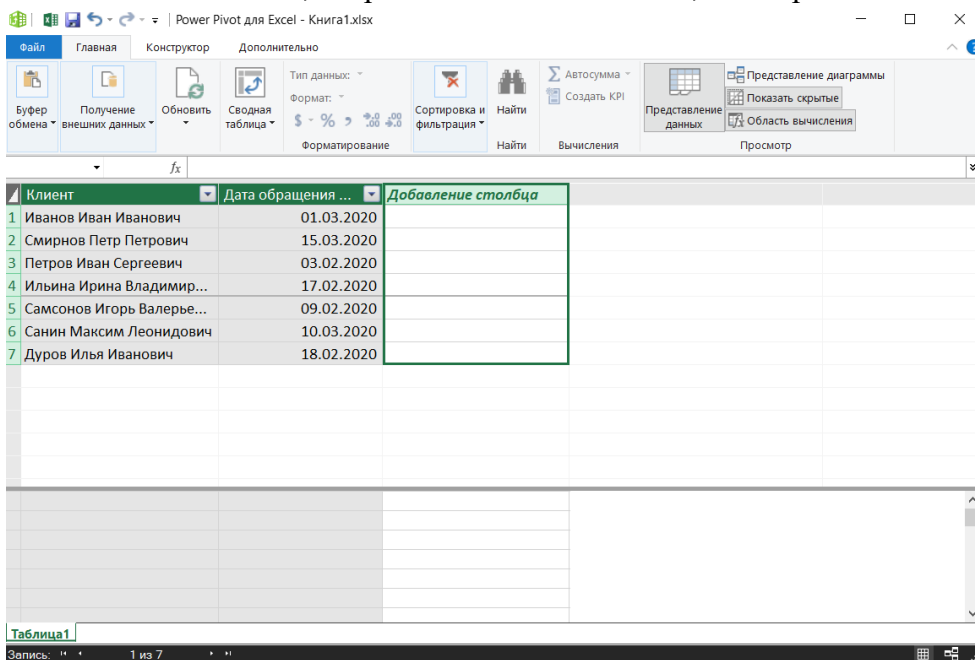 Power Pivot для Excel - Книга1.xlsx
Файл Главная Конструктор Дополнительно
Буфер обмена
Получение внешних данных
Обновить
Сводная таблица
Тип данных:
Формат:
$ % 9 .00 .00
Форматирование
Сортировка и фильтрация
Найти
Найти
Автосумма
Создать KPI
Вычисления
Представление данных
Представление диаграммы
Показать скрытые
Область вычисления
Просмотр
fx
Клиент Дата обращения ... Добавление столбца
1 Иванов Иван Иванович 01.03.2020
2 Смирнов Петр Петрович 15.03.2020
3 Петров Иван Сергеевич 03.02.2020
4 Ильина Ирина Владимир... 17.02.2020
5 Самсонов Игорь Валерье... 09.02.2020
6 Санин Максим Леонидович 10.03.2020
7 Дуров Илья Иванович 18.02.2020
Таблица1
Запись: 1 из 7